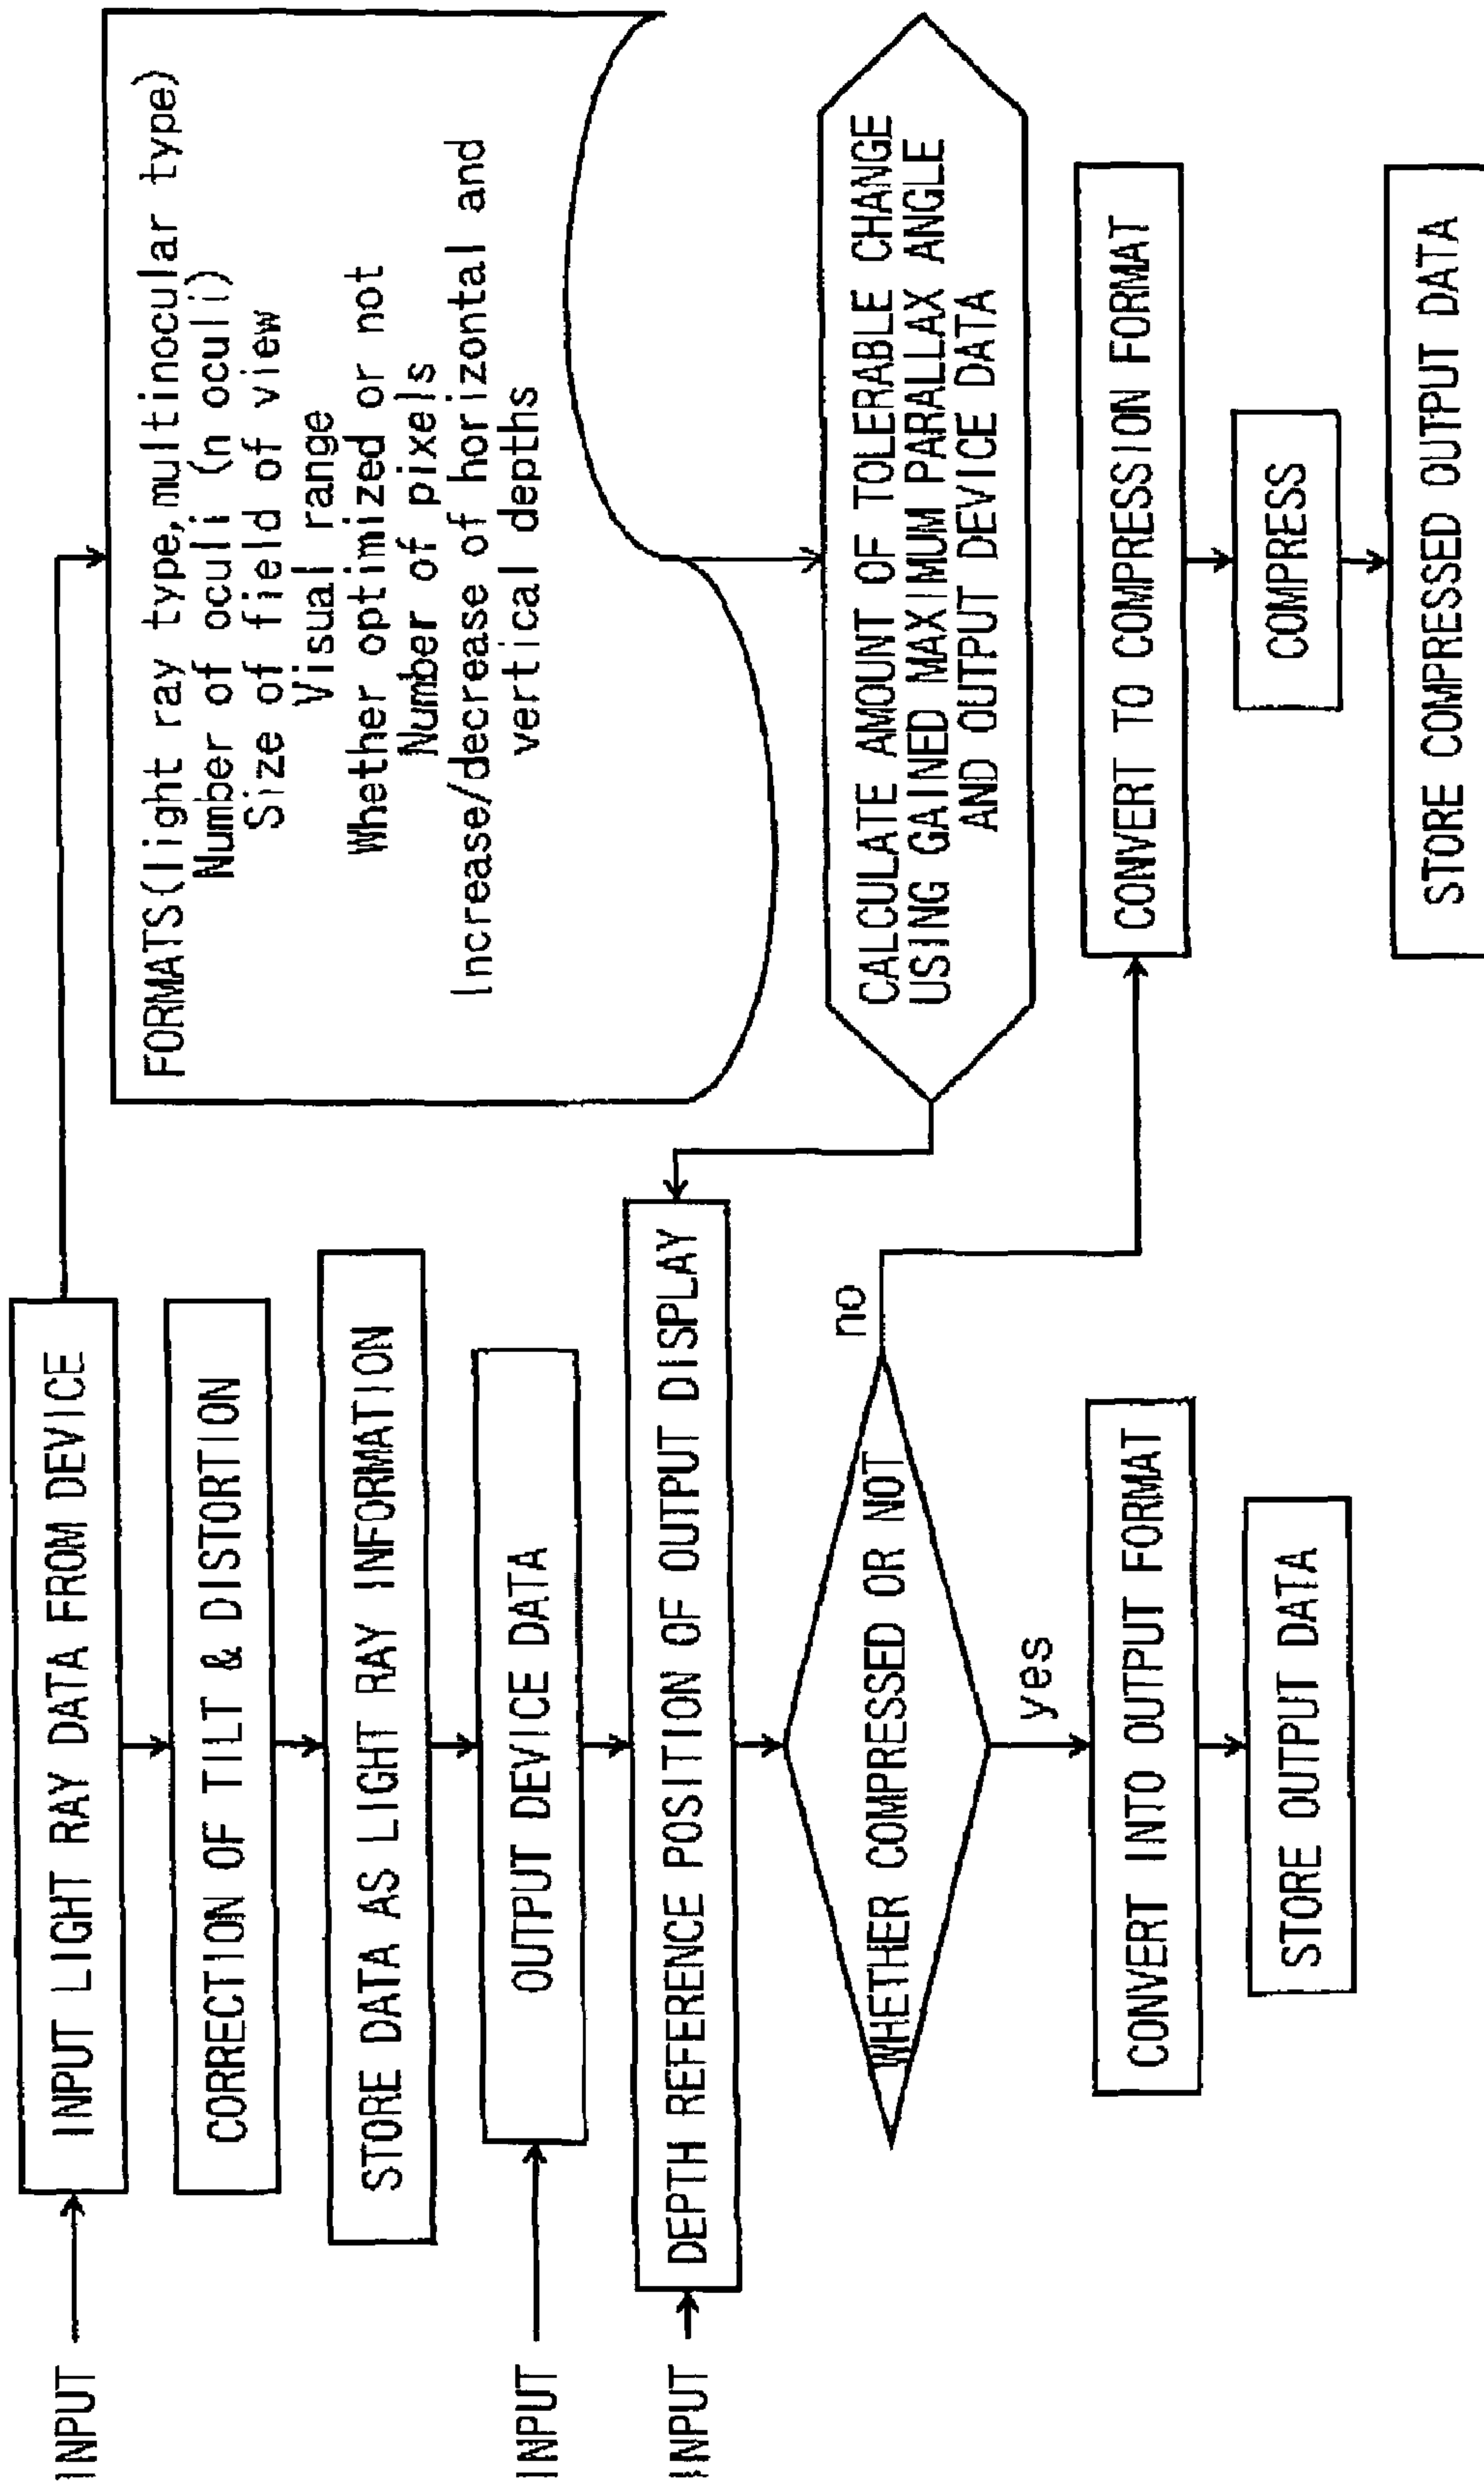 INPUT
INPUT LIGHT RAY DATA FROM DEVICE
CORRECTION OF TILT & DISTORTION
STORE DATA AS LIGHT RAY INFORMATION
INPUT
OUTPUT DEVICE DATA
INPUT
DEPTH REFERENCE POSITION OF OUTPUT DISPLAY
WHETHER COMPRESSED OR NOT
no
yes
CONVERT INTO OUTPUT FORMAT
STORE OUTPUT DATA
FORMATS(light ray type,multinocular type)
Number of oculi (n oculi)
Size of field of view
Visual range
Whether optimized or not
Number of pixels
Increase/decrease of horizontal and
vertical depths
CALCULATE AMOUNT OF TOLERABLE CHANGE
USING GAINED MAXIMUM PARALLAX ANGLE
AND OUTPUT DEVICE DATA
CONVERT TO COMPRESSION FORMAT
COMPRESS
STORE COMPRESSED OUTPUT DATA